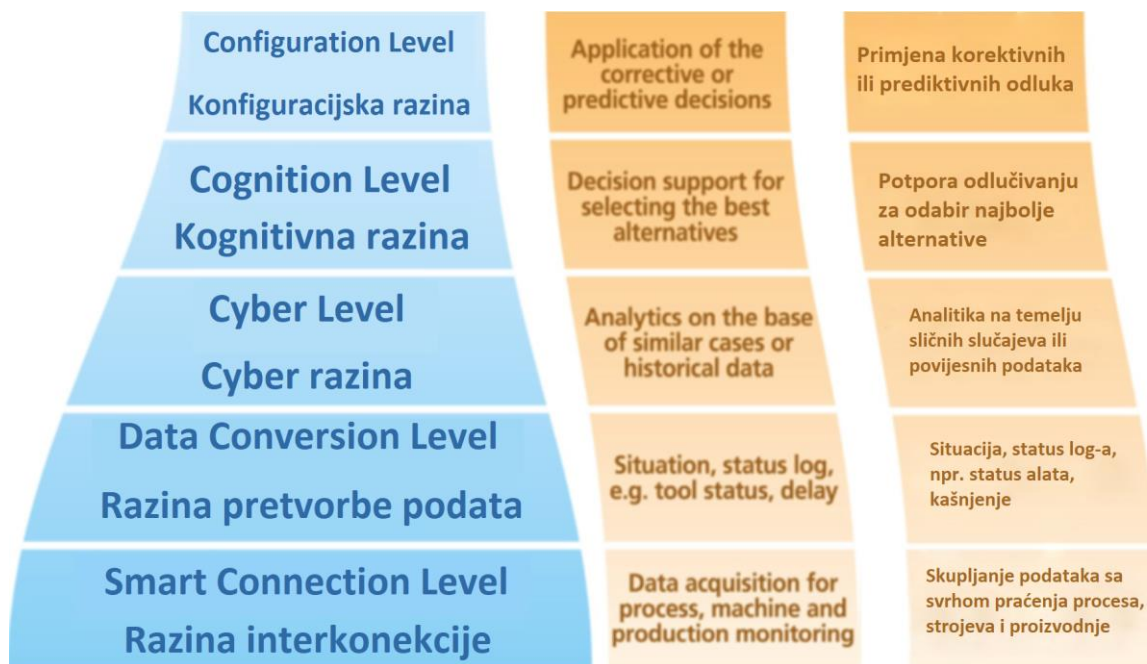 Configuration Level
Konfiguracijska razina
Application of the
corrective or
predictive decisions
Primjena korektivnih
ili prediktivnih odluka
Cognition Level
Kognitivna razina
Decision support for
selecting the best
alternatives
Potpora odlučivanju
za odabir najbolje
alternative
Cyber Level
Cyber razina
Analytics on the base
of similar cases or
historical data
Analitika na temelju
sličnih slučajeva ili
povijesnih podataka
Data Conversion Level
Razina pretvorbe podata
Situation, status log,
e.g. tool status, delay
Situacija, status log-a,
npr. status alata,
kašnjenje
Smart Connection Level
Razina interkonekcije
Data acquisition for
process, machine and
production monitoring
Skupljanje podataka sa
svrhom praćenja procesa,
strojeva i proizvodnje